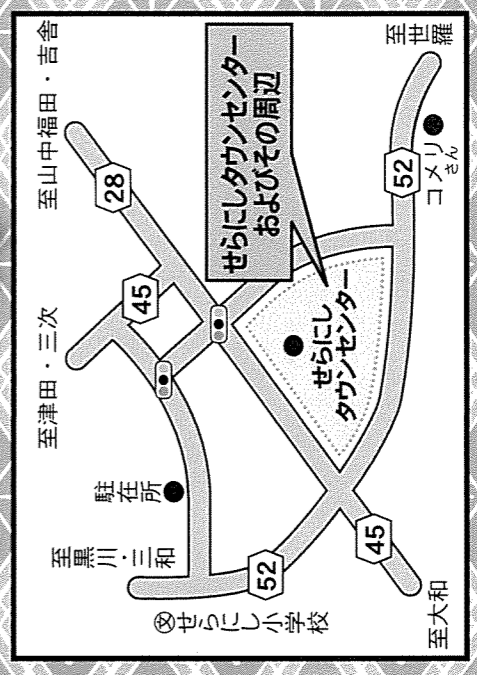 至世羅
コメリ
さん
52
せらにしタウンセンター
およびその周辺
至山中福田・吉舎
28
45
至津田・三次
せらにし
タウンセンター
駐在所
至黒川・三和
52
45
㊫せらにし小学校
至大和